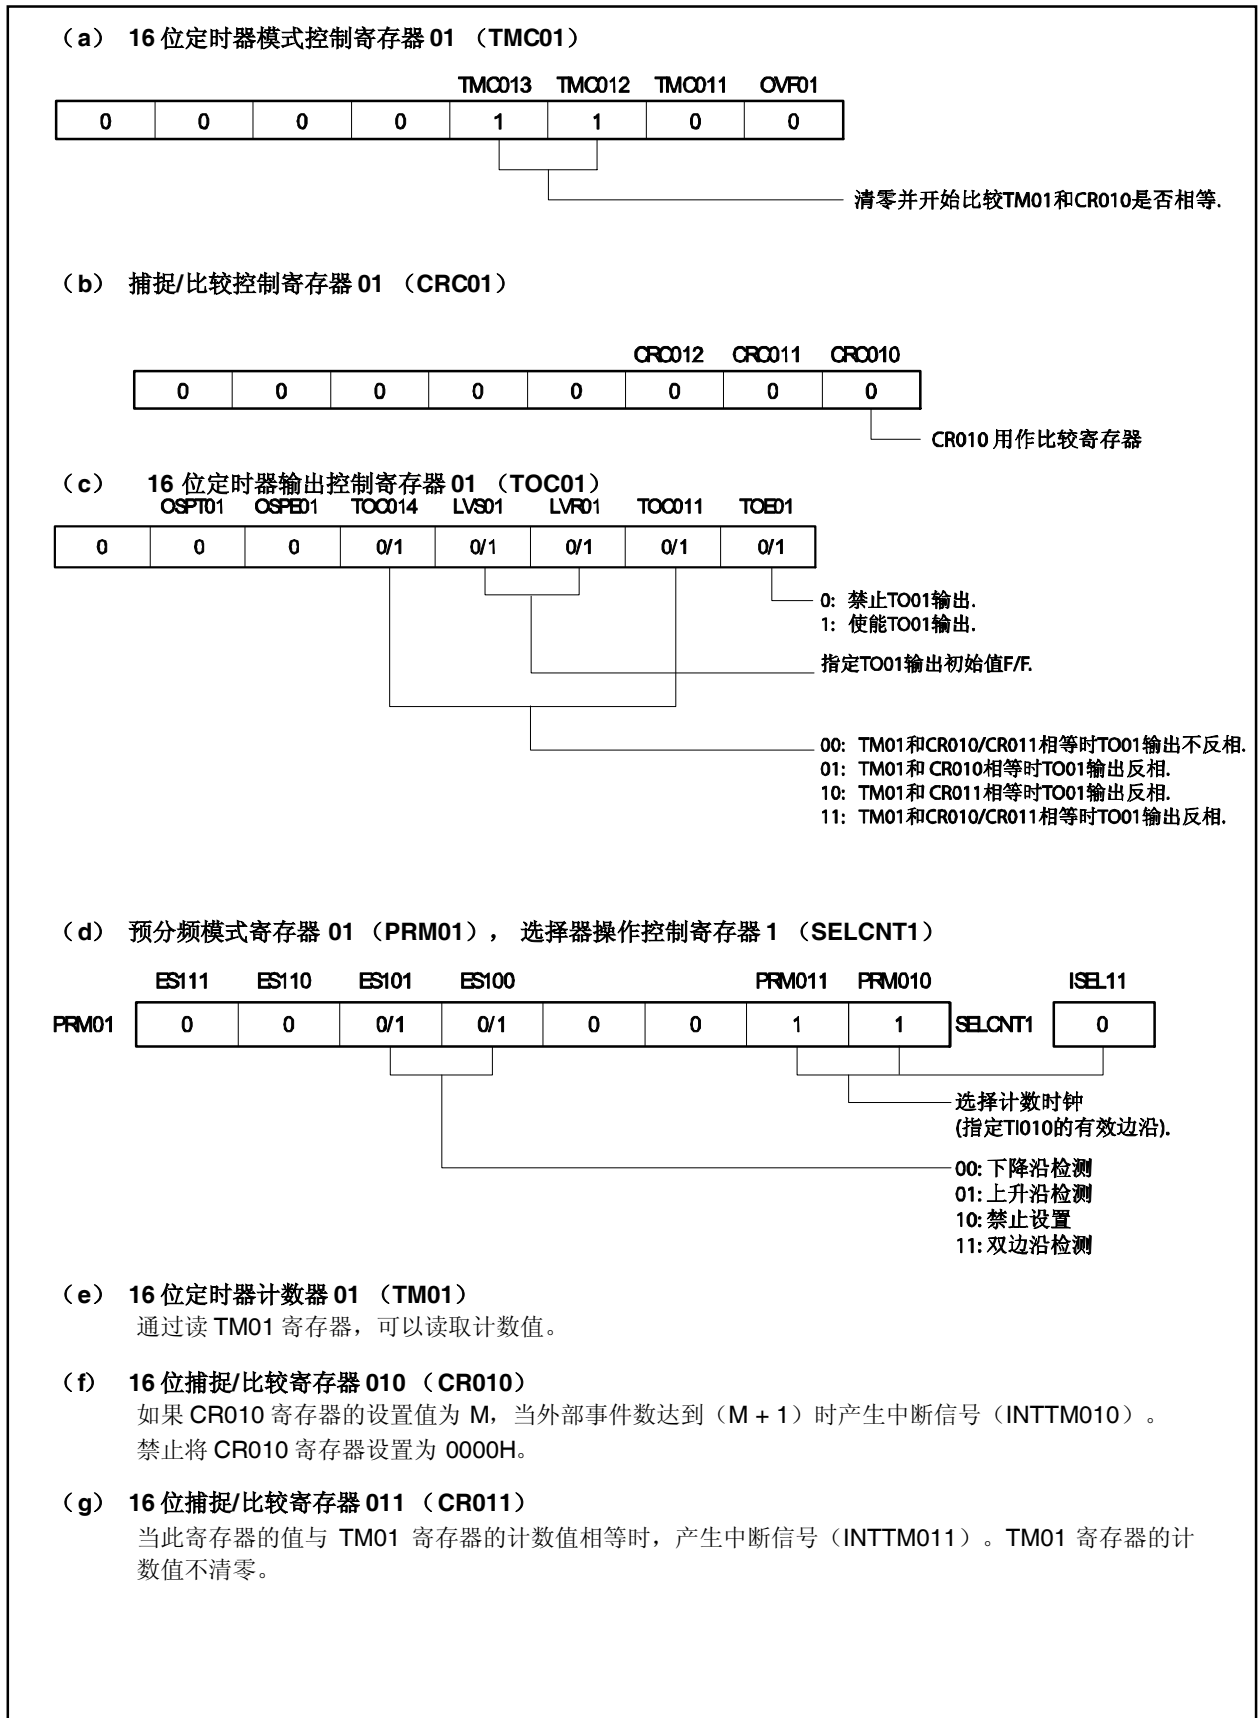 （a） 16 位定时器模式控制寄存器 01 （TMC01）
TMC013 TMC012 TMC011 OVF01
0 0 0 0 1 1 0 0
清零并开始比较TM01和CR010是否相等.
（b） 捕捉/比较控制寄存器 01 （CRC01）
CRC012 CRC011 CRC010
0 0 0 0 0 0 0 0
CR010 用作比较寄存器
（c） 16 位定时器输出控制寄存器 01 （TOC01）
OSPT01 OSPE01 TOC014 LVS01 LVR01 TOC011 TOE01
0 0 0 0/1 0/1 0/1 0/1 0/1
0: 禁止TO01输出.
1: 使能TO01输出.
指定TO01输出初始值F/F.
00: TM01和CR010/CR011相等时TO01输出不反相.
01: TM01和 CR010相等时TO01输出反相.
10: TM01和 CR011相等时TO01输出反相.
11: TM01和CR010/CR011相等时TO01输出反相.
（d） 预分频模式寄存器 01 （PRM01）， 选择器操作控制寄存器 1 （SELCNT1）
ES111 ES110 ES101 ES100 PRM011 PRM010 ISEL11
PRM01 0 0 0/1 0/1 0 0 1 1 SELCNT1 0
选择计数时钟
(指定TI010的有效边沿).
00: 下降沿检测
01: 上升沿检测
10: 禁止设置
11: 双边沿检测
（e） 16 位定时器计数器 01 （TM01）
通过读 TM01 寄存器，可以读取计数值。
（f） 16 位捕捉/比较寄存器 010 （CR010）
如果 CR010 寄存器的设置值为 M，当外部事件数达到（M + 1）时产生中断信号（INTTM010）。
禁止将 CR010 寄存器设置为 0000H。
（g） 16 位捕捉/比较寄存器 011 （CR011）
当此寄存器的值与 TM01 寄存器的计数值相等时，产生中断信号（INTTM011）。TM01 寄存器的计
数值不清零。